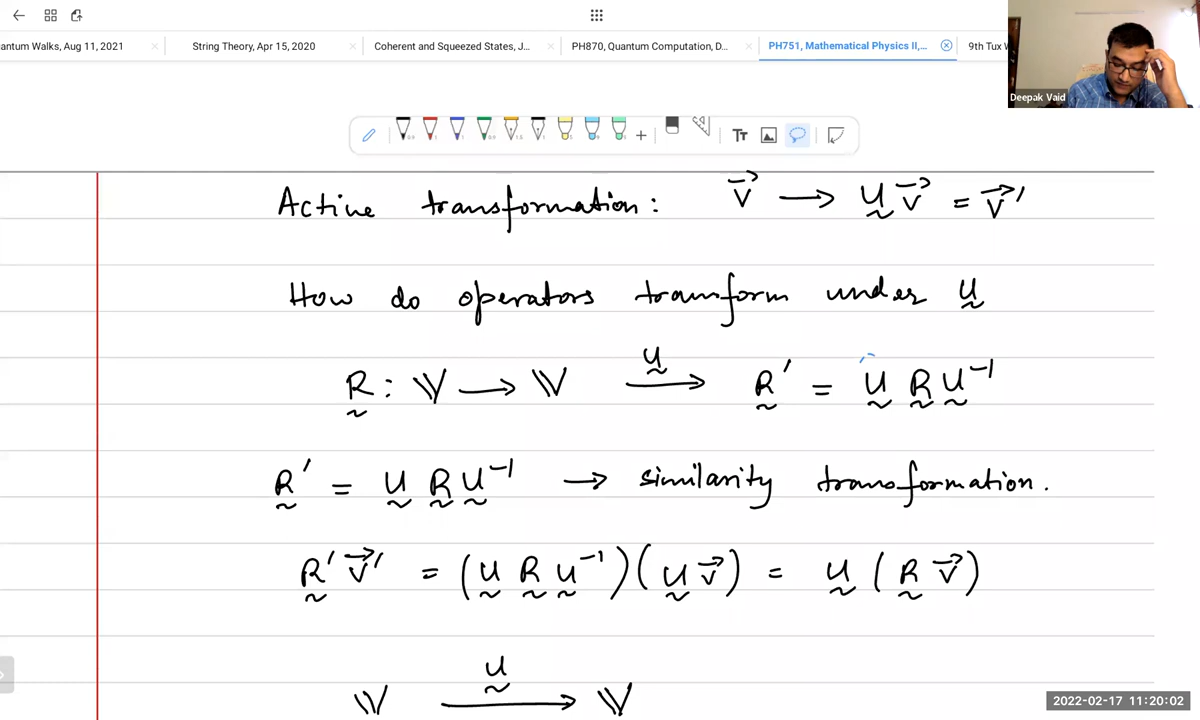 antum Walks, Aug 11, 2021 × String Theory, Apr 15, 2020 × Coherent and Squeezed States, J... × PH870, Quantum Computation, D... × PH751, Mathematical Physics II,... 9th Tux W
Deepak Vaid
Tт
Active transformation: v⃗ → Ṵ v⃗ = v⃗′
How do operators transform under Ṵ
R̰ : 𝕍 → 𝕍 —Ṵ→ R̰′ = Ṵ R̰ Ṵ⁻¹
R̰′ = Ṵ R̰ Ṵ⁻¹ → similarity transformation.
R̰′ v⃗′ = (Ṵ R̰ Ṵ⁻¹)(Ṵ v⃗) = Ṵ (R̰ v⃗)
𝕍 —Ṵ→ 𝕍
2022-02-17 11:20:02